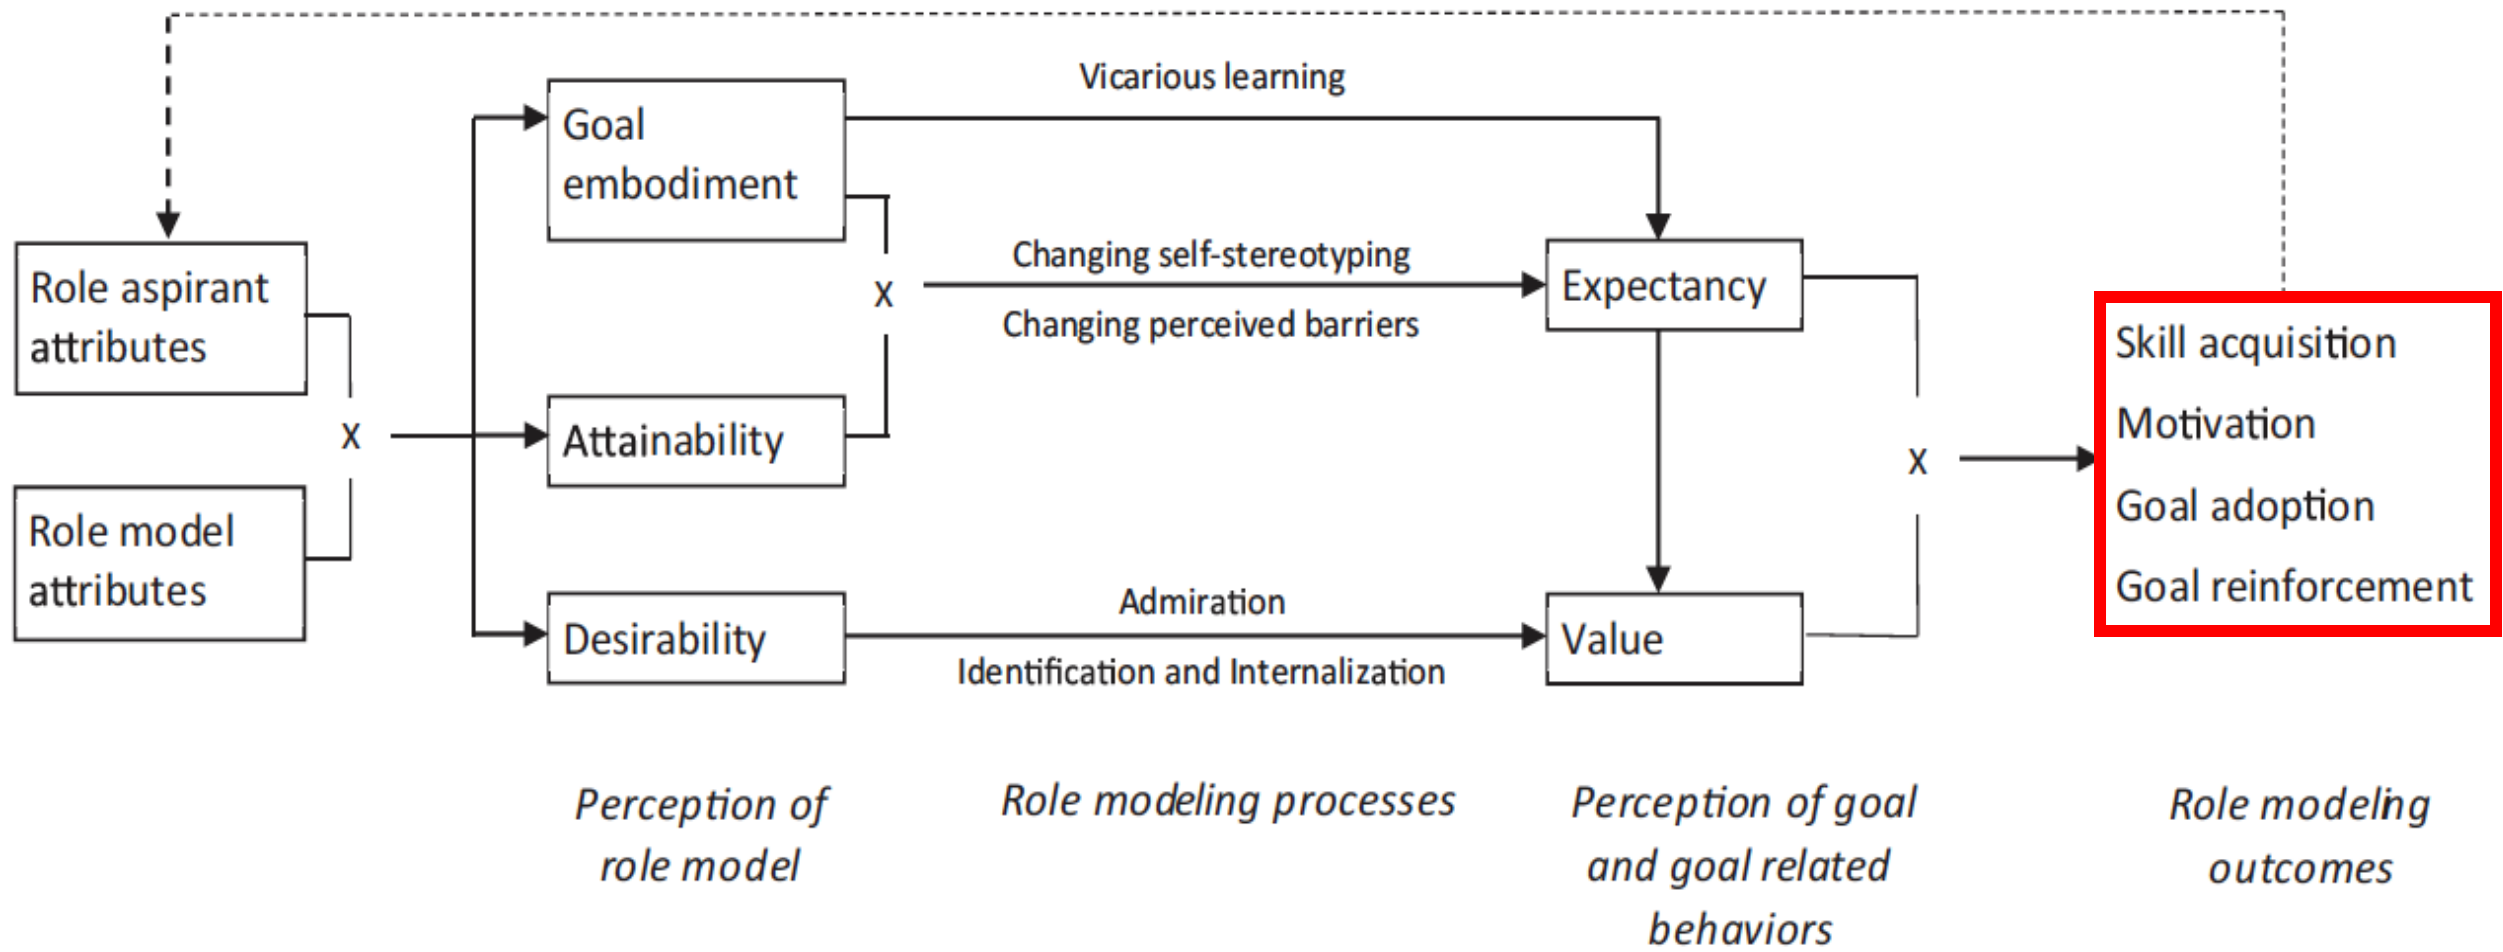 Vicarious learning
Goal
embodiment
Role aspirant
attributes
X
Changing self-stereotyping
Changing perceived barriers
Expectancy
Skill acquisition
Motivation
Goal adoption
Goal reinforcement
X
Attainability
X
Role model
attributes
Desirability
Admiration
Identification and Internalization
Value
Perception of
role model
Role modeling processes
Perception of goal
and goal related
behaviors
Role modeling
outcomes